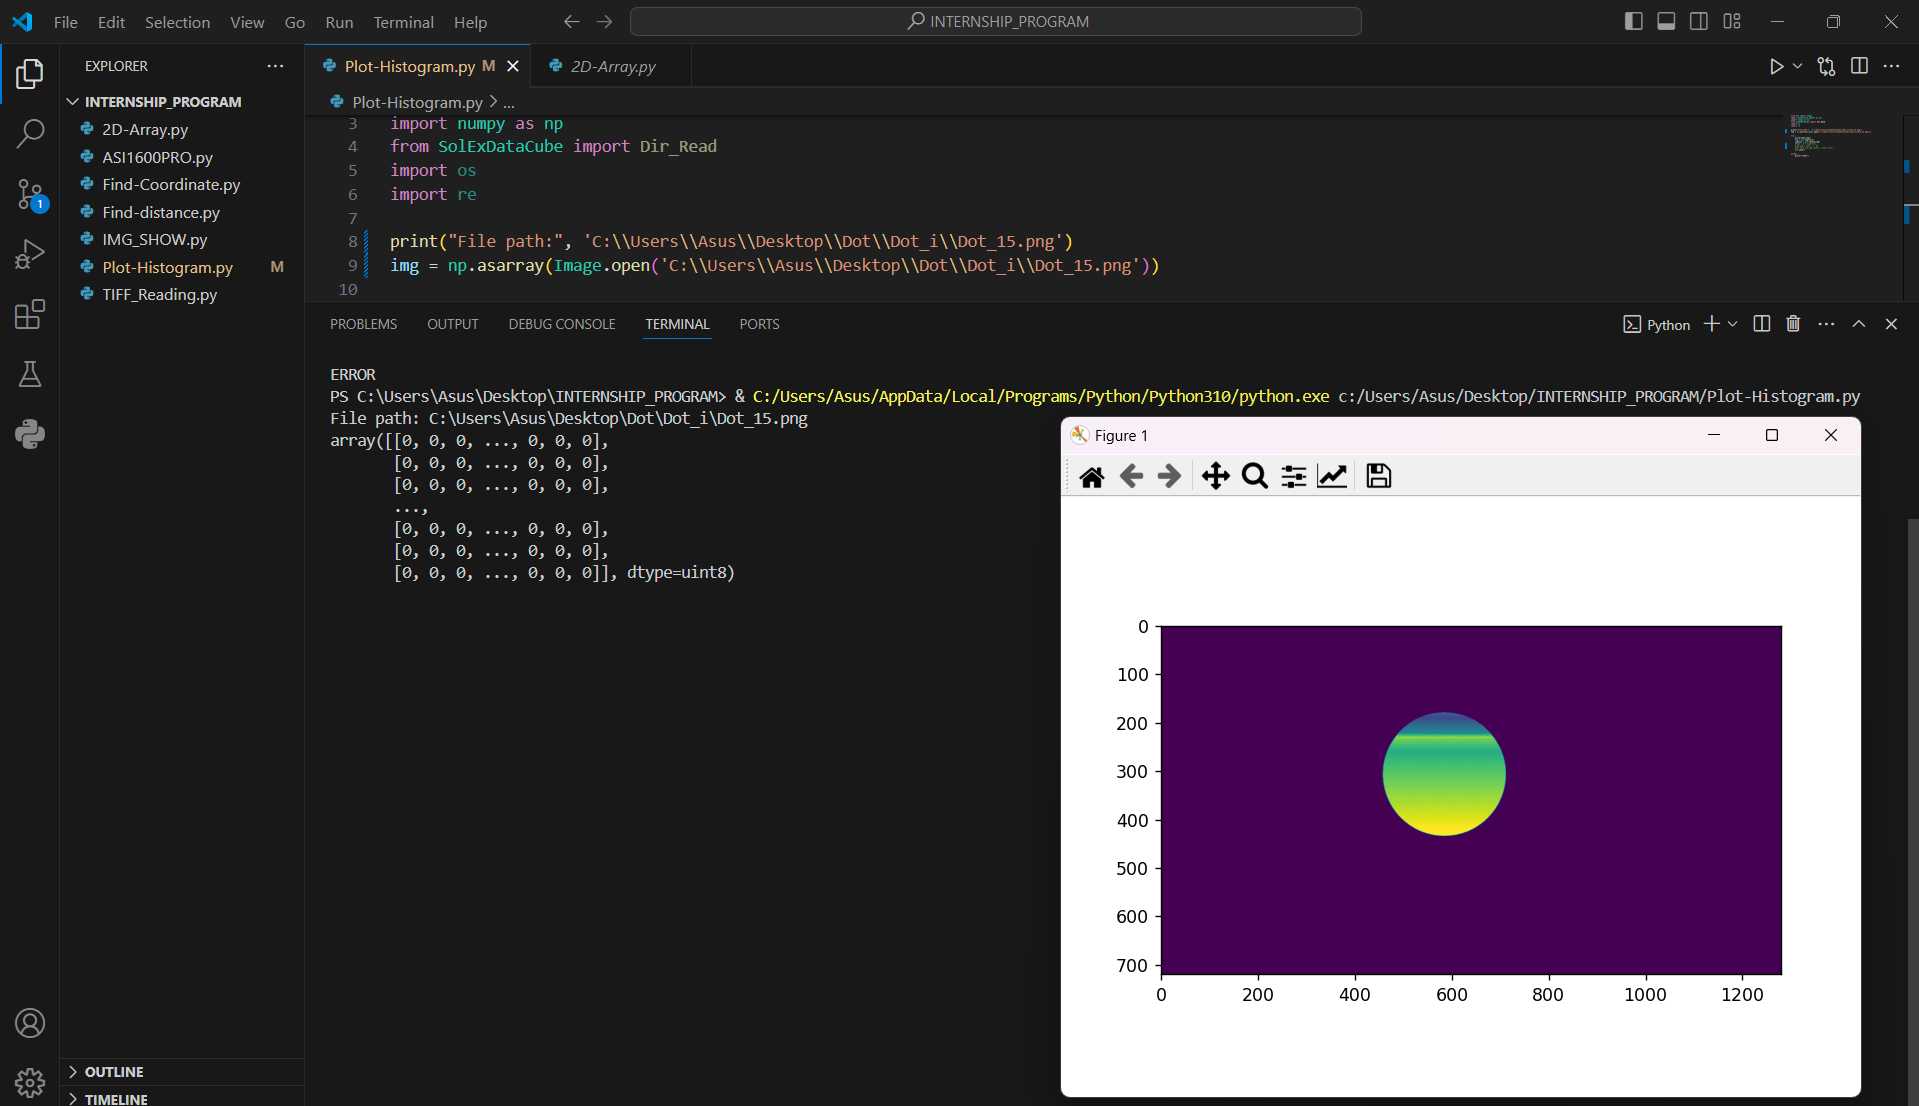 File Edit Selection View Go Run Terminal Help
INTERNSHIP_PROGRAM
EXPLORER
INTERNSHIP_PROGRAM
2D-Array.py
ASI1600PRO.py
Find-Coordinate.py
Find-distance.py
IMG_SHOW.py
Plot-Histogram.py M
TIFF_Reading.py
1
OUTLINE
TIMELINE
Plot-Histogram.py M 2D-Array.py
Plot-Histogram.py > ...
3 import numpy as np
4 from SolExDataCube import Dir_Read
5 import os
6 import re
7
8 print("File path:", 'C:\\Users\\Asus\\Desktop\\Dot\\Dot_i\\Dot_15.png')
9 img = np.asarray(Image.open('C:\\Users\\Asus\\Desktop\\Dot\\Dot_i\\Dot_15.png'))
10
PROBLEMS OUTPUT DEBUG CONSOLE TERMINAL PORTS
Python
ERROR
PS C:\Users\Asus\Desktop\INTERNSHIP_PROGRAM> & C:/Users/Asus/AppData/Local/Programs/Python/Python310/python.exe c:/Users/Asus/Desktop/INTERNSHIP_PROGRAM/Plot-Histogram.py
File path: C:\Users\Asus\Desktop\Dot\Dot_i\Dot_15.png
array([[0, 0, 0, ..., 0, 0, 0],
[0, 0, 0, ..., 0, 0, 0],
[0, 0, 0, ..., 0, 0, 0],
...,
[0, 0, 0, ..., 0, 0, 0],
[0, 0, 0, ..., 0, 0, 0],
[0, 0, 0, ..., 0, 0, 0]], dtype=uint8)
Figure 1
0
100
200
300
400
500
600
700
0 200 400 600 800 1000 1200